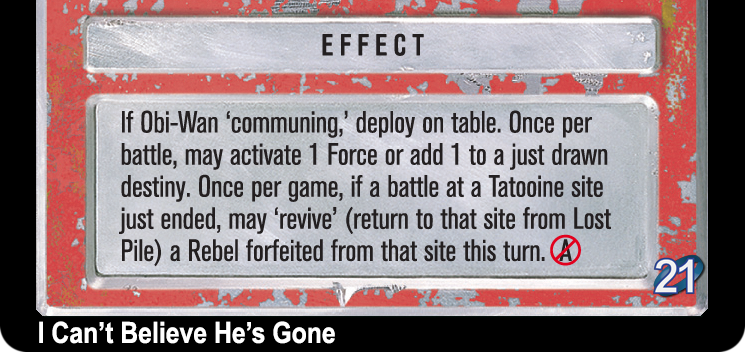 EFFECT
If Obi-Wan ‘communing,’ deploy on table. Once per
battle, may activate 1 Force or add 1 to a just drawn
destiny. Once per game, if a battle at a Tatooine site
just ended, may ‘revive’ (return to that site from Lost
Pile) a Rebel forfeited from that site this turn. A
21
I Can’t Believe He’s Gone